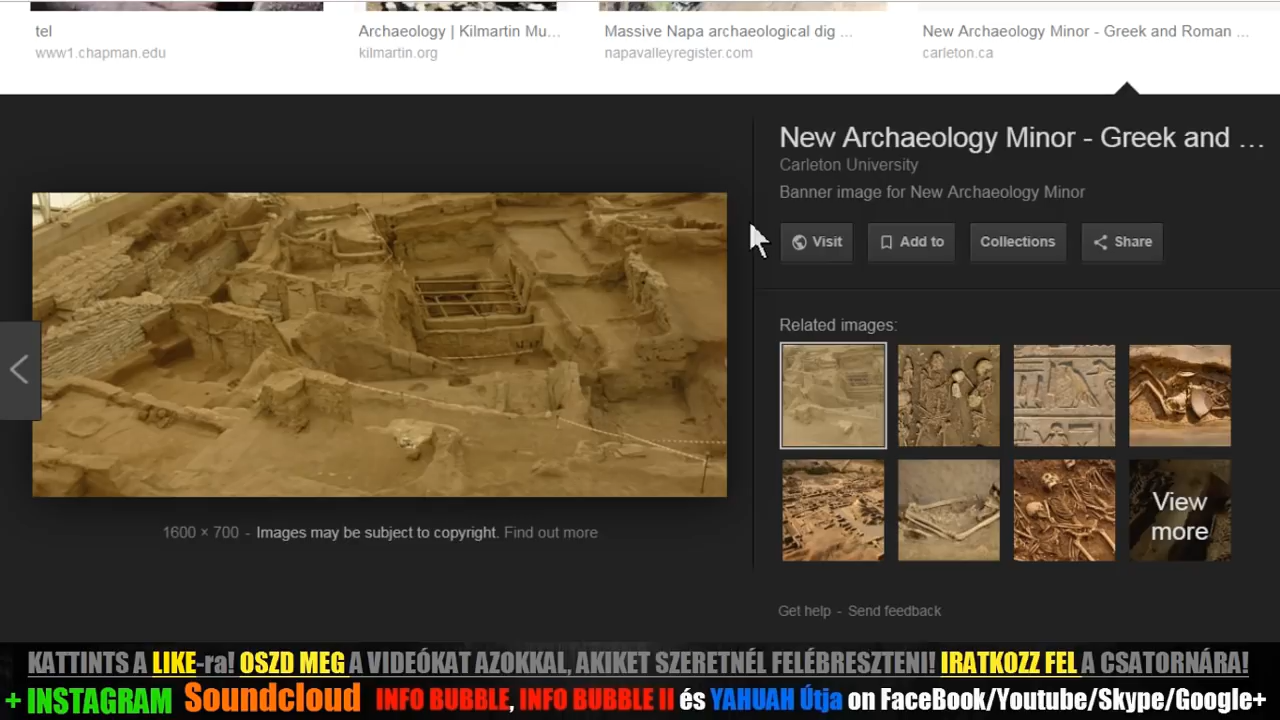 tel
www1.chapman.edu
Archaeology | Kilmartin Mu...
kilmartin.org
Massive Napa archaeological dig ...
napavalleyregister.com
New Archaeology Minor - Greek and Roman ...
carleton.ca
New Archaeology Minor - Greek and ...
Carleton University
Banner image for New Archaeology Minor
Visit
Add to
Collections
Share
Related images:
View
more
1600 × 700 - Images may be subject to copyright. Find out more
Get help - Send feedback
KATTINTS A LIKE-ra! OSZD MEG A VIDEÓKAT AZOKKAL, AKIKET SZERETNÉL FELÉBRESZTENI! IRATKOZZ FEL A CSATORNÁRA!
+ INSTAGRAM Soundcloud INFO BUBBLE, INFO BUBBLE II és YAHUAH Útja on FaceBook/Youtube/Skype/Google+